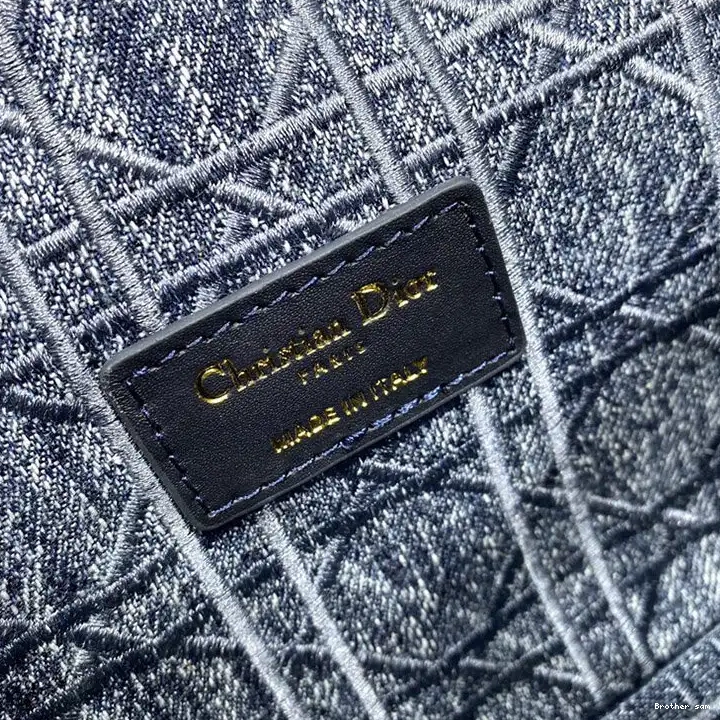 Christian Dior
PARIS
MADE IN ITALY
Brother sam